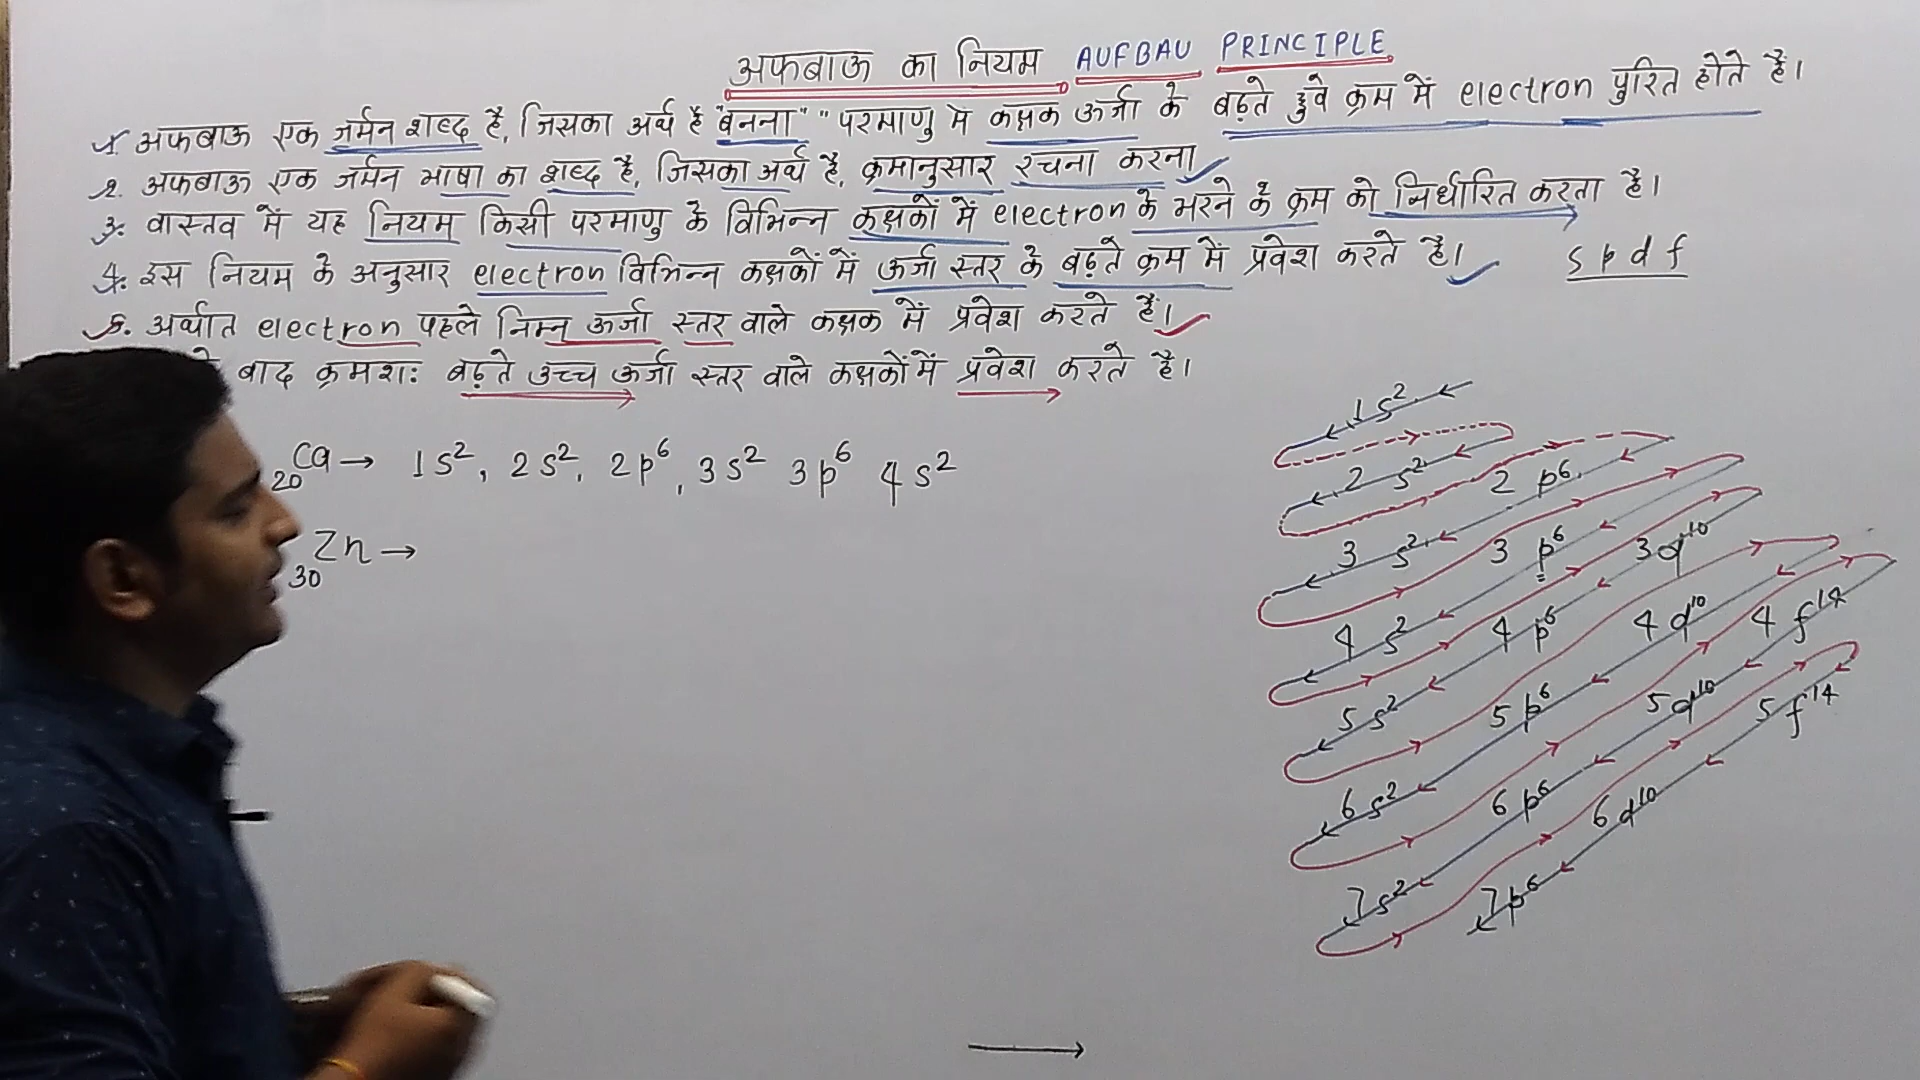 अफबाऊ का नियम AUFBAU PRINCIPLE
1. अफबाऊ एक जर्मन शब्द है, जिसका अर्थ है "बनना" "परमाणु मे कक्षक ऊर्जा के बढ़ते हुवे क्रम में electron पुरित होते है।
2. अफबाऊ एक जर्मन भाषा का शब्द है, जिसका अर्थ है, क्रमानुसार रचना करना
3. वास्तव में यह नियम किसी परमाणु के विभिन्न कक्षकों में electron के भरने के क्रम को निर्धारित करता है।
4. इस नियम के अनुसार electron विभिन्न कक्षकों में ऊर्जा स्तर के बढ़ते क्रम में प्रवेश करते है।
s p d f
5. अर्थात electron पहले निम्न ऊर्जा स्तर वाले कक्षक में प्रवेश करते है।
बाद क्रमशः बढ़ते उच्च ऊर्जा स्तर वाले कक्षकों में प्रवेश करते है।
₂₀Ca → 1s², 2s², 2p⁶, 3s² 3p⁶ 4s²
₃₀Zn →
1s²
2s² 2p⁶
3s² 3p⁶ 3d¹⁰
4s² 4p⁶ 4d¹⁰ 4f¹⁴
5s² 5p⁶ 5d¹⁰ 5f¹⁴
6s² 6p⁶ 6d¹⁰
7s² 7p⁶